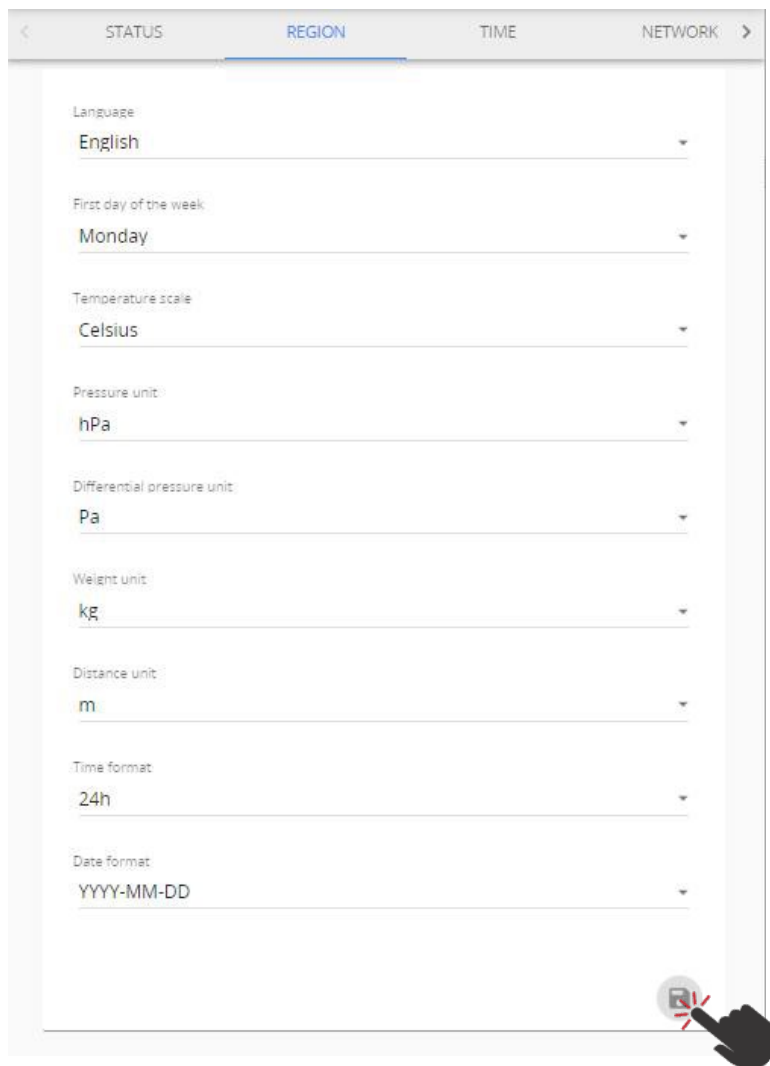 STATUS REGION TIME NETWORK
Language
English
First day of the week
Monday
Temperature scale
Celsius
Pressure unit
hPa
Differential pressure unit
Pa
Weight unit
kg
Distance unit
m
Time format
24h
Date format
YYYY-MM-DD